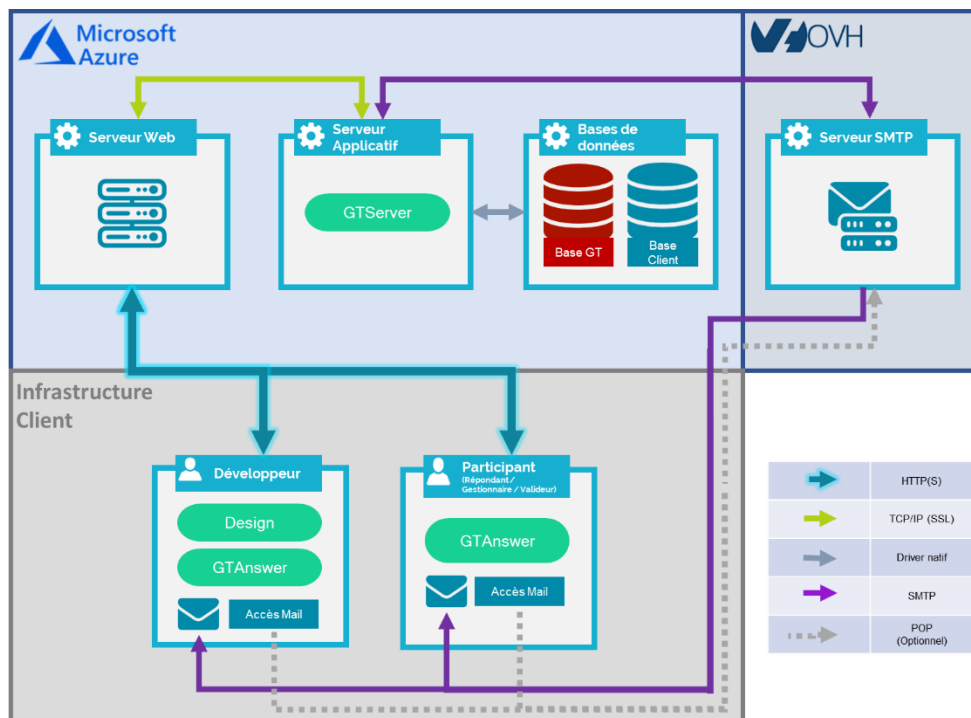 Microsoft
Azure
OVH
Serveur Web
Serveur
Applicatif
Bases de
données
Serveur SMTP
GTServer
Base GT
Base
Client
Infrastructure
Client
Développeur
Participant
(Répondant /
Gestionnaire / Valideur)
Design
GTAnswer
GTAnswer
Accès Mail
Accès Mail
HTTP(S)
TCP/IP (SSL)
Driver natif
SMTP
POP
(Optionnel)